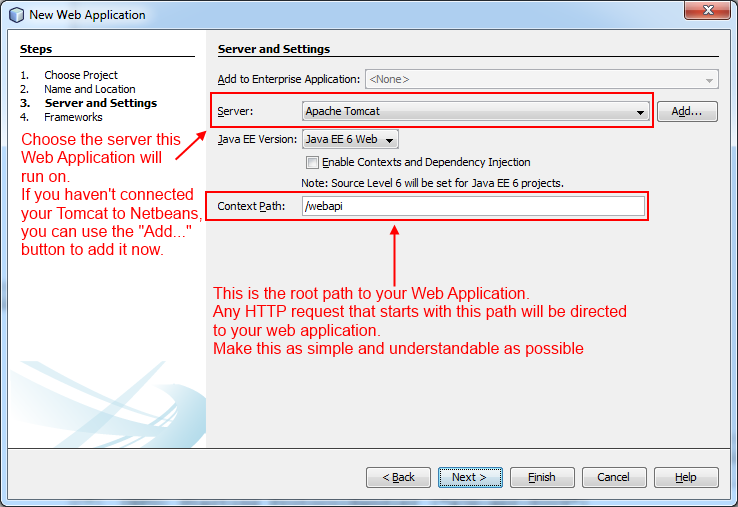 New Web Application
Steps
1. Choose Project
2. Name and Location
3. Server and Settings
4. Frameworks
Choose the server this
Web Application will
run on.
If you haven't connected
your Tomcat to Netbeans,
you can use the "Add..."
button to add it now.
Server and Settings
Add to Enterprise Application: <None>
Server: Apache Tomcat Add...
Java EE Version: Java EE 6 Web
Enable Contexts and Dependency Injection
Note: Source Level 6 will be set for Java EE 6 projects.
Context Path: /webapi
This is the root path to your Web Application.
Any HTTP request that starts with this path will be directed
to your web application.
Make this as simple and understandable as possible
< Back Next > Finish Cancel Help